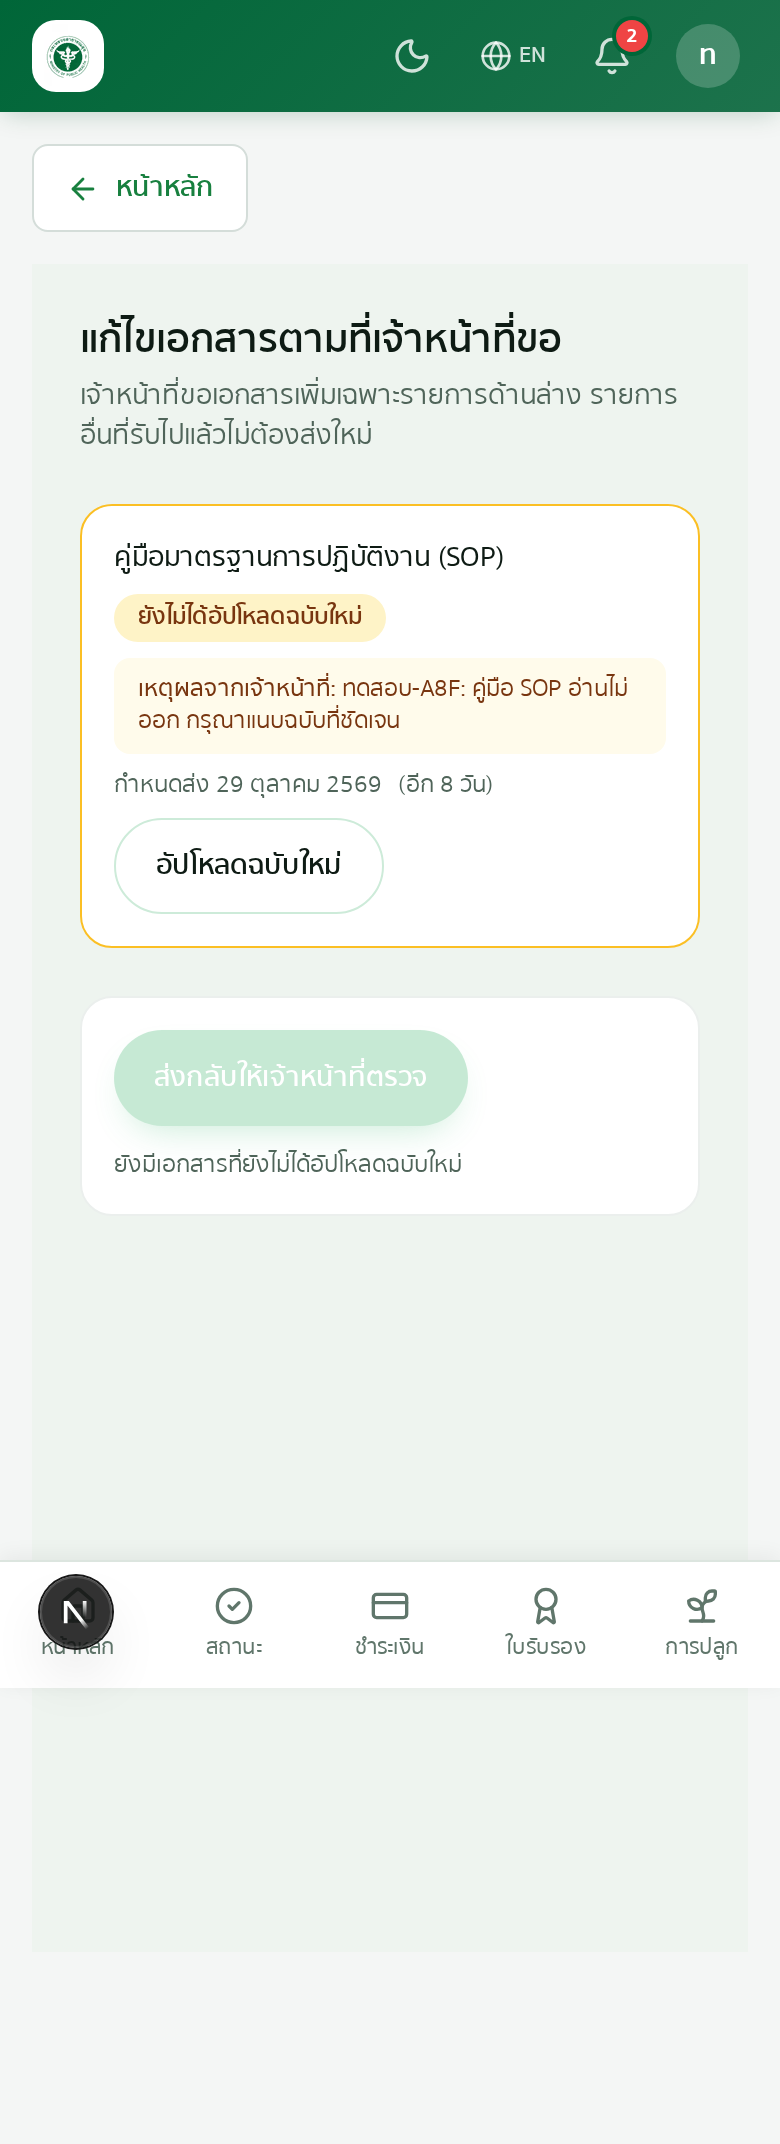 EN
2
ก
หน้าหลัก
แก้ไขเอกสารตามที่เจ้าหน้าที่ขอ
เจ้าหน้าที่ขอเอกสารเพิ่มเฉพาะรายการด้านล่าง รายการ
อื่นที่รับไปแล้วไม่ต้องส่งใหม่
คู่มือมาตรฐานการปฏิบัติงาน (SOP)
ยังไม่ได้อัปโหลดฉบับใหม่
เหตุผลจากเจ้าหน้าที่: ทดสอบ-A8F: คู่มือ SOP อ่านไม่
ออก กรุณาแนบฉบับที่ชัดเจน
กำหนดส่ง 29 ตุลาคม 2569 (อีก 8 วัน)
อัปโหลดฉบับใหม่
ส่งกลับให้เจ้าหน้าที่ตรวจ
ยังมีเอกสารที่ยังไม่ได้อัปโหลดฉบับใหม่
N
หน้าหลัก สถานะ ชำระเงิน ใบรับรอง การปลูก